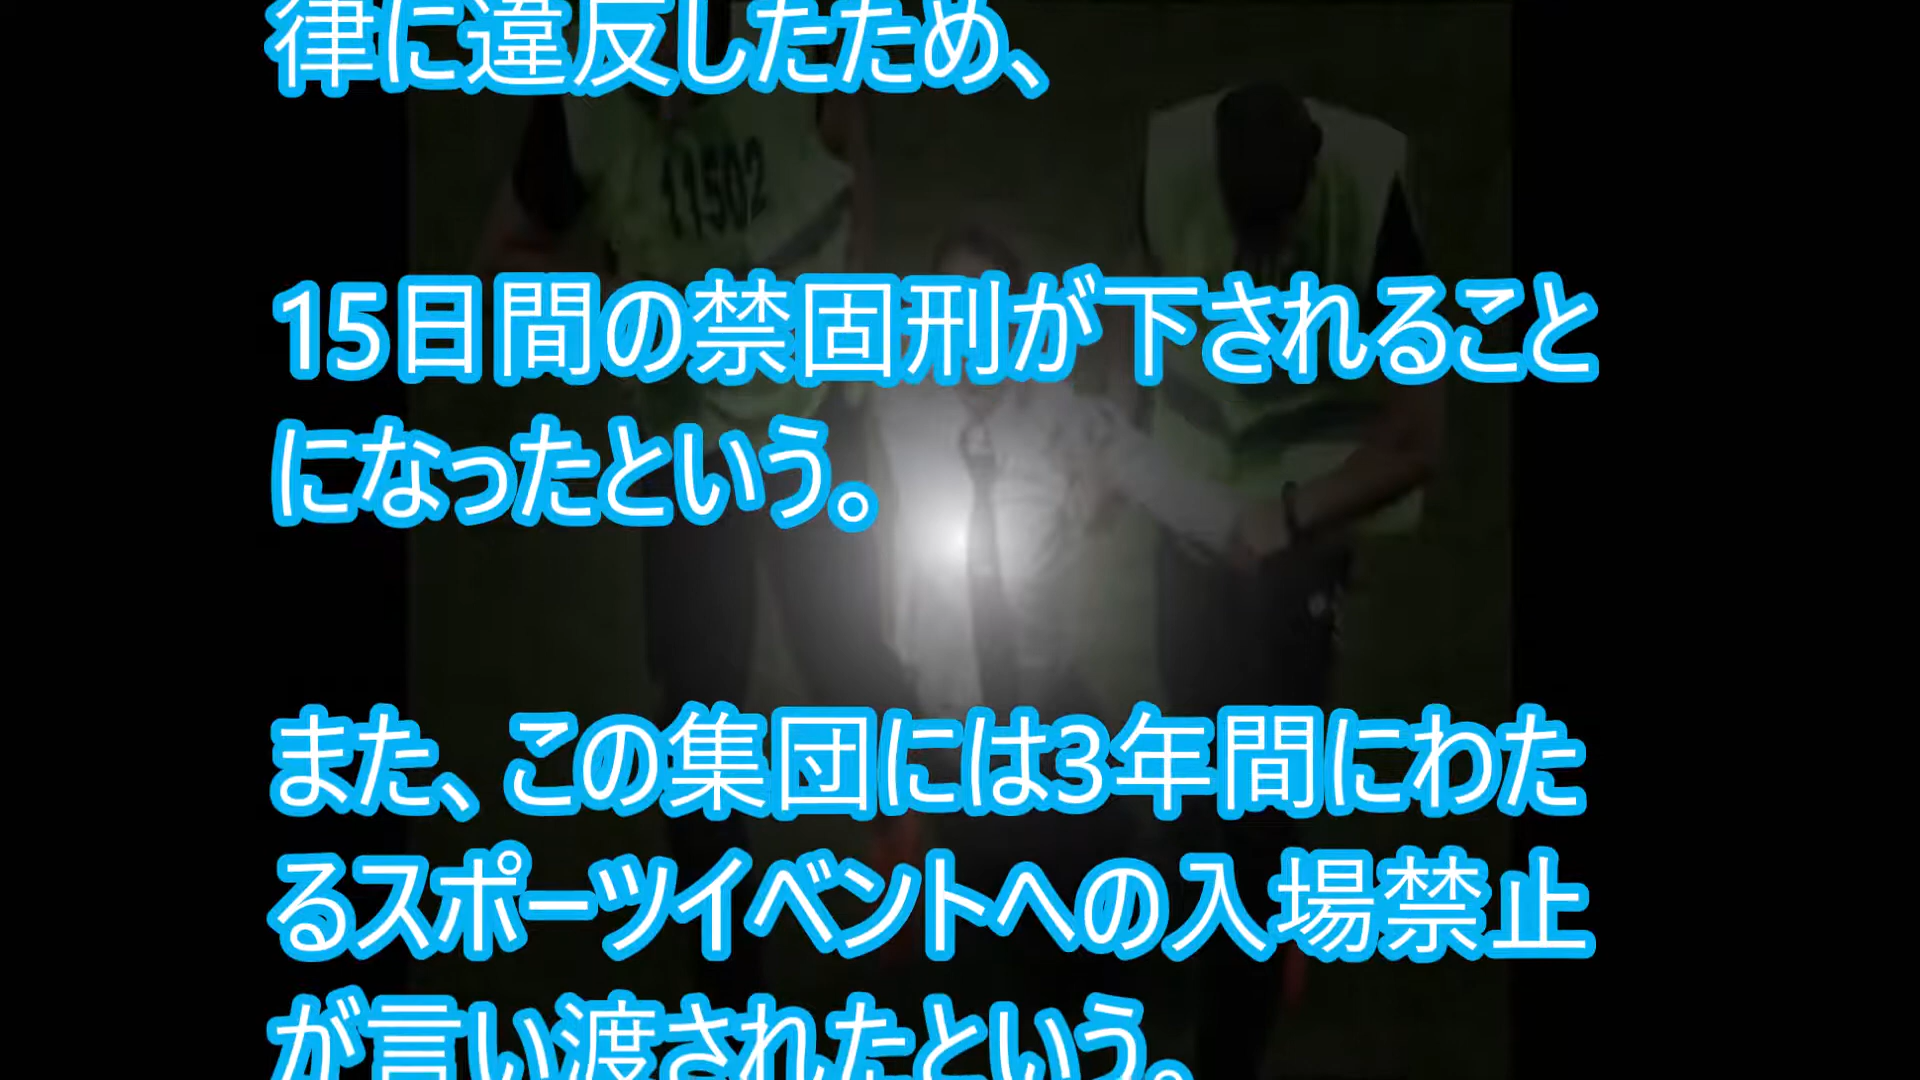 律に違反したため、
11502
15日間の禁固刑が下されること
になったという。
また、この集団には3年間にわた
るスポーツイベントへの入場禁止
が言い渡されたという。